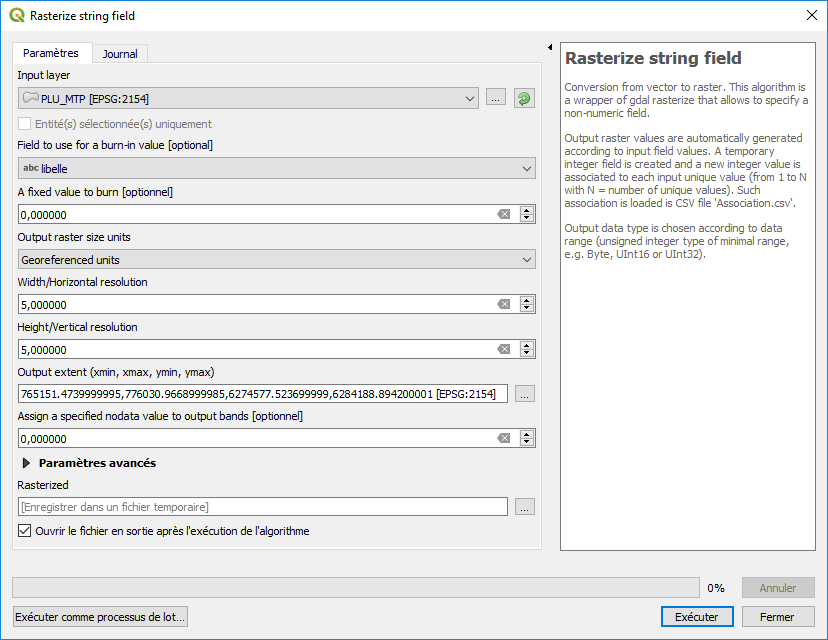 Rasterize string field
Paramètres
Journal
Input layer
PLU_MTP [EPSG:2154]
...
Entité(s) sélectionnée(s) uniquement
Field to use for a burn-in value [optional]
abc libelle
A fixed value to burn [optionnel]
0,000000
Output raster size units
Georeferenced units
Width/Horizontal resolution
5,000000
Height/Vertical resolution
5,000000
Output extent (xmin, xmax, ymin, ymax)
765151.4739999995,776030.9668999985,6274577.523699999,6284188.894200001 [EPSG:2154]
...
Assign a specified nodata value to output bands [optionnel]
0,000000
Paramètres avancés
Rasterized
[Enregistrer dans un fichier temporaire]
...
Ouvrir le fichier en sortie après l'exécution de l'algorithme
Rasterize string field
Conversion from vector to raster. This algorithm is
a wrapper of gdal rasterize that allows to specify a
non-numeric field.
Output raster values are automatically generated
according to input field values. A temporary
integer field is created and a new integer value is
associated to each input unique value (from 1 to N
with N = number of unique values). Such
association is loaded is CSV file 'Association.csv'.
Output data type is chosen according to data
range (unsigned integer type of minimal range,
e.g. Byte, UInt16 or UInt32).
0%
Annuler
Exécuter comme processus de lot...
Exécuter
Fermer